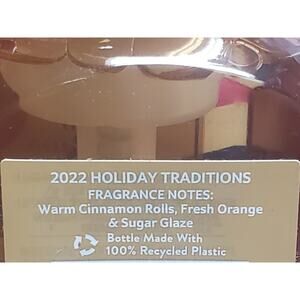 2022 HOLIDAY TRADITIONS
FRAGRANCE NOTES:
Warm Cinnamon Rolls, Fresh Orange
& Sugar Glaze
Bottle Made With
100% Recycled Plastic